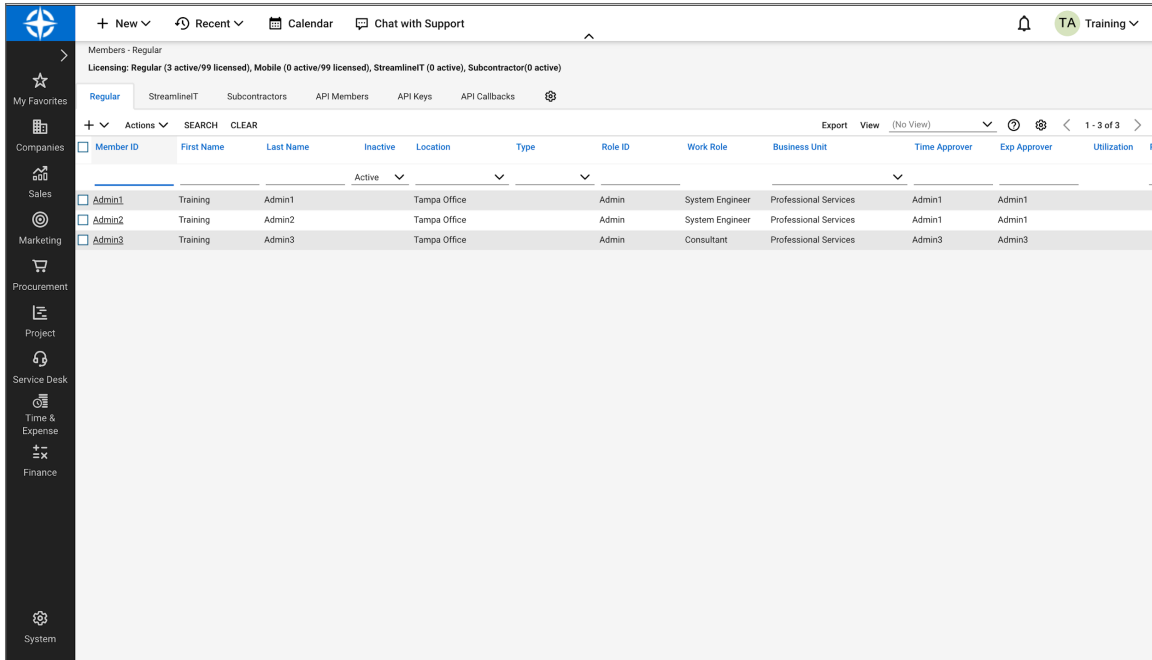 New Recent Calendar Chat with Support TA Training
Members - Regular
Licensing: Regular (3 active/99 licensed), Mobile (0 active/99 licensed), StreamlineIT (0 active), Subcontractor(0 active)
My Favorites
Regular StreamlineIT Subcontractors API Members API Keys API Callbacks
Actions SEARCH CLEAR Export View (No View) 1 - 3 of 3
Companies
Member ID First Name Last Name Inactive Location Type Role ID Work Role Business Unit Time Approver Exp Approver Utilization
Active
Sales
Admin1 Training Admin1 Tampa Office Admin System Engineer Professional Services Admin1 Admin1
Admin2 Training Admin2 Tampa Office Admin System Engineer Professional Services Admin1 Admin1
Marketing
Admin3 Training Admin3 Tampa Office Admin Consultant Professional Services Admin3 Admin3
Procurement
Project
Service Desk
Time &
Expense
Finance
System